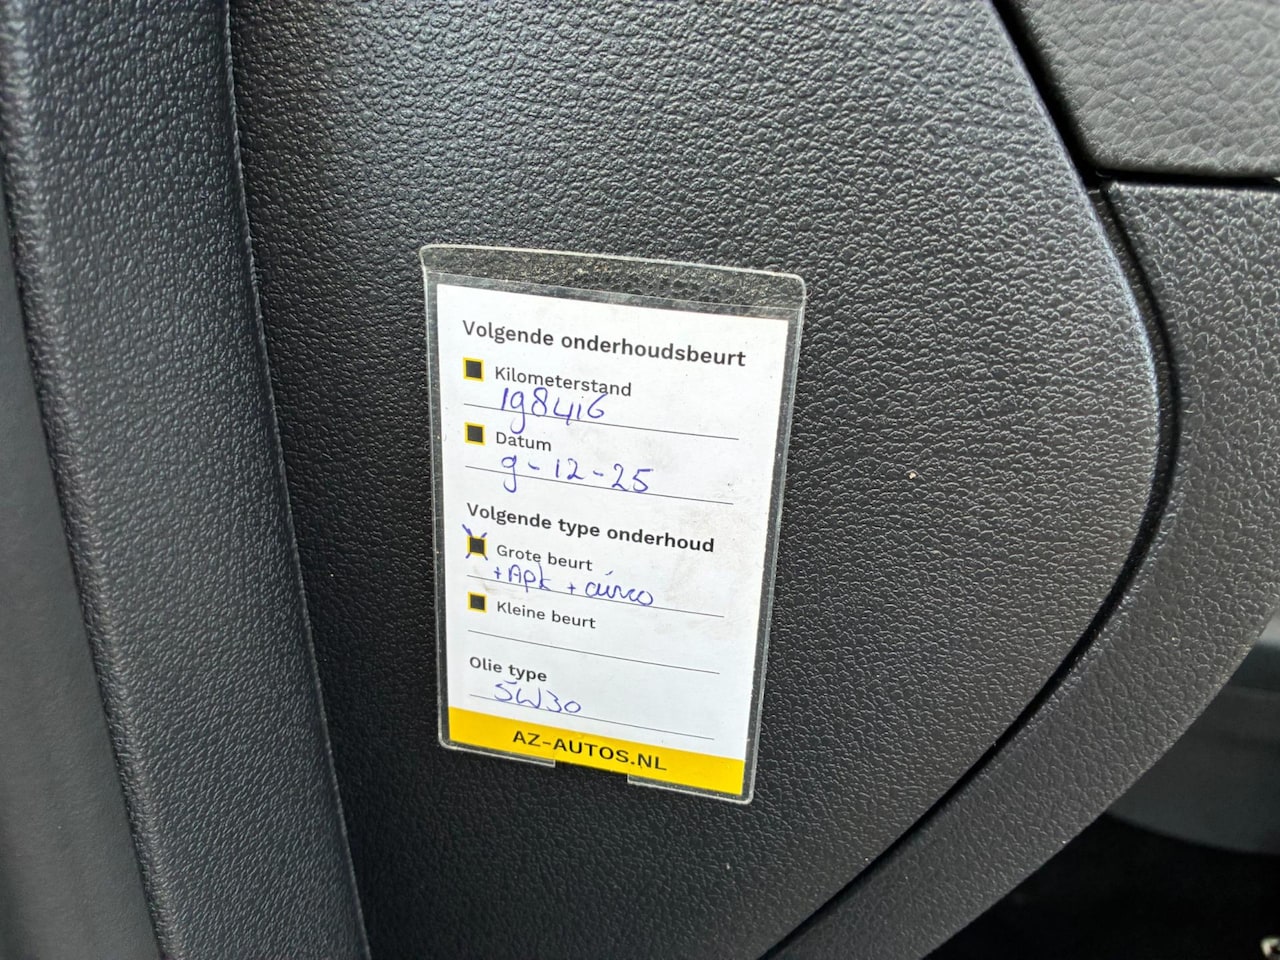 Volgende onderhoudsbeurt
Kilometerstand
198416
Datum
9-12-25
Volgende type onderhoud
Grote beurt
+ Apk + airco
Kleine beurt
Olie type
5W30
AZ-AUTOS.NL